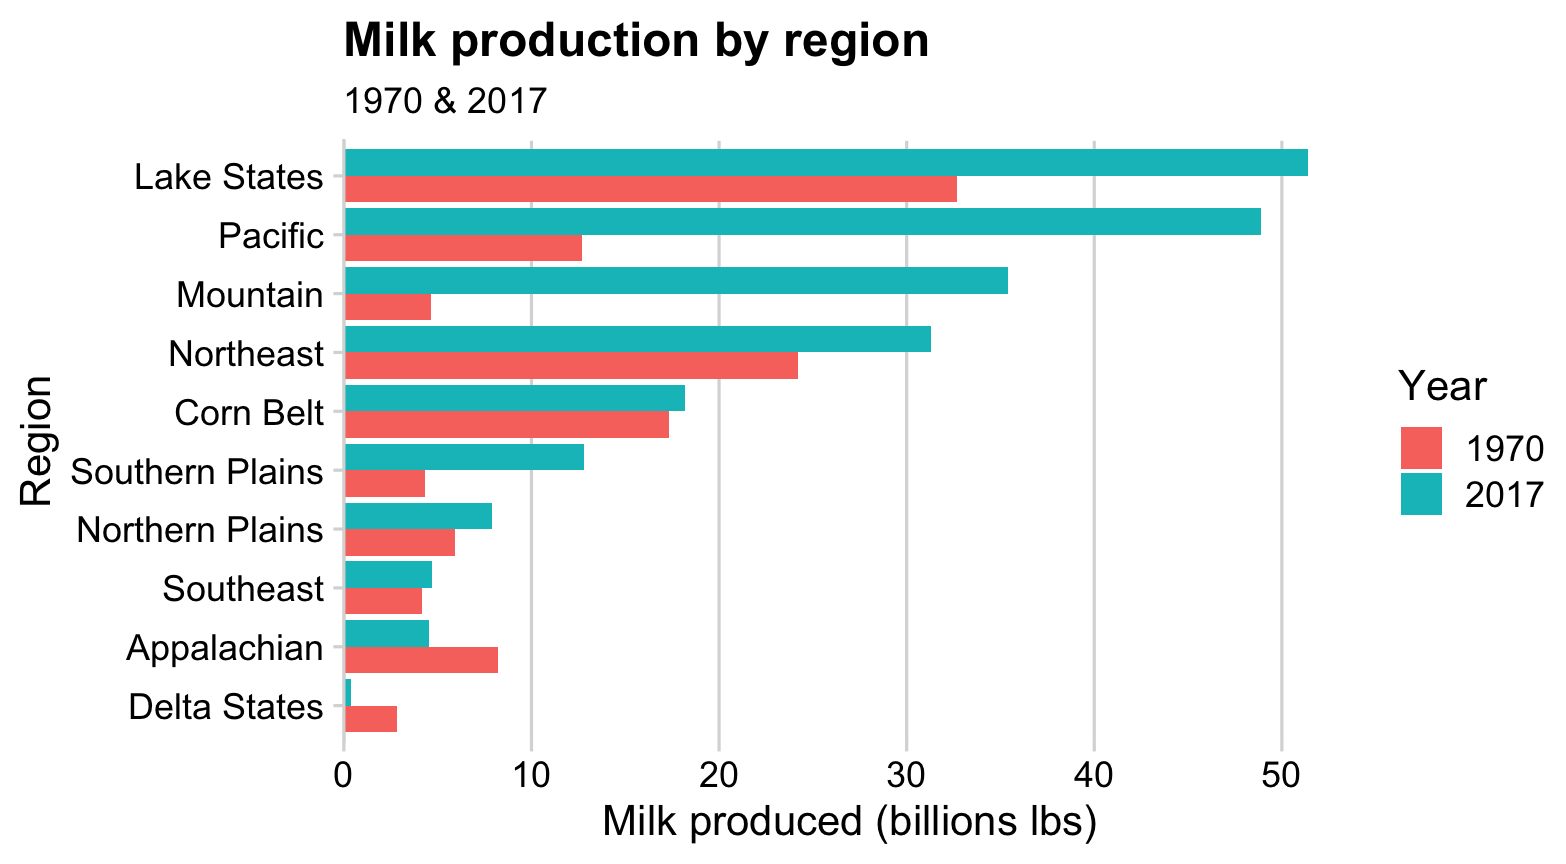 Milk production by region
1970 & 2017
Lake States
Pacific
Mountain
Northeast
Corn Belt
Southern Plains
Northern Plains
Southeast
Appalachian
Delta States
Region
0 10 20 30 40 50
Milk produced (billions lbs)
Year
1970
2017